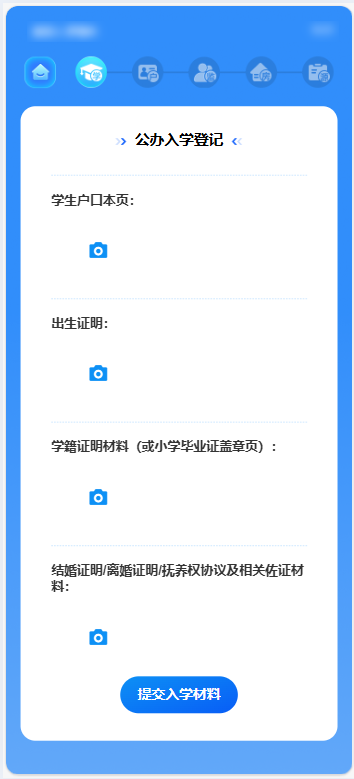 公办入学登记
学生户口本页：
出生证明：
学籍证明材料（或小学毕业证盖章页）：
结婚证明/离婚证明/抚养权协议及相关佐证材
料：
提交入学材料